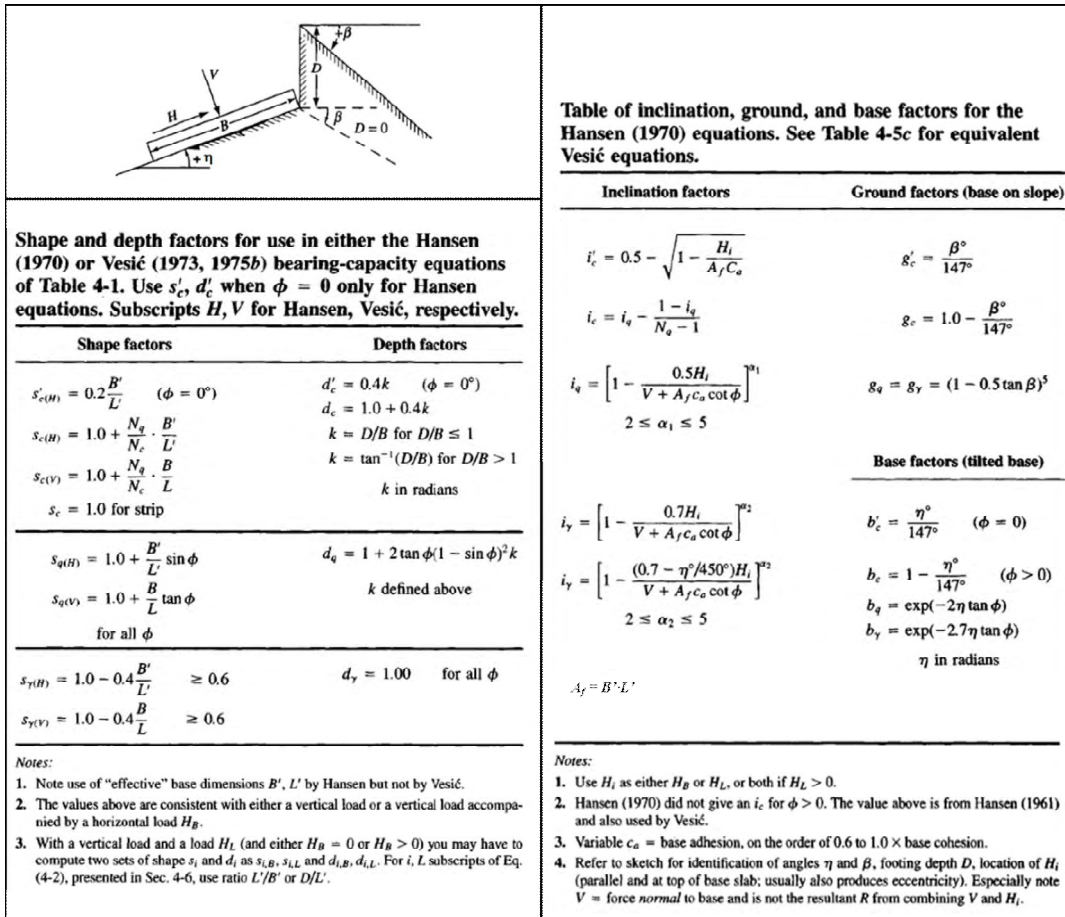 +β
D
V
H
B
β
D = 0
+η
Shape and depth factors for use in either the Hansen
(1970) or Vesić (1973, 1975b) bearing-capacity equations
of Table 4-1. Use s'c, d'c when ϕ = 0 only for Hansen
equations. Subscripts H, V for Hansen, Vesić, respectively.
Shape factors Depth factors
s'c(H) = 0.2 B'/L' (ϕ = 0°) d'c = 0.4k (ϕ = 0°)
sc(H) = 1.0 + Nq/Nc · B'/L' dc = 1.0 + 0.4k
k = D/B for D/B ≤ 1
sc(V) = 1.0 + Nq/Nc · B/L k = tan⁻¹(D/B) for D/B > 1
sc = 1.0 for strip k in radians
sq(H) = 1.0 + B'/L' sin ϕ dq = 1 + 2 tan ϕ(1 − sin ϕ)²k
sq(V) = 1.0 + B/L tan ϕ k defined above
for all ϕ
sγ(H) = 1.0 − 0.4 B'/L' ≥ 0.6 dγ = 1.00 for all ϕ
sγ(V) = 1.0 − 0.4 B/L ≥ 0.6
Notes:
1. Note use of "effective" base dimensions B', L' by Hansen but not by Vesić.
2. The values above are consistent with either a vertical load or a vertical load accompa-
nied by a horizontal load HB.
3. With a vertical load and a load HL (and either HB = 0 or HB > 0) you may have to
compute two sets of shape si and di as si,B, si,L and di,B, di,L. For i, L subscripts of Eq.
(4-2), presented in Sec. 4-6, use ratio L'/B' or D/L'.
Table of inclination, ground, and base factors for the
Hansen (1970) equations. See Table 4-5c for equivalent
Vesić equations.
Inclination factors Ground factors (base on slope)
i'c = 0.5 − √(1 − Hi/(Af Ca)) g'c = β°/147°
ic = iq − (1 − iq)/(Nq − 1) gc = 1.0 − β°/147°
iq = [1 − 0.5Hi/(V + Af ca cot ϕ)]^α1 gq = gγ = (1 − 0.5 tan β)⁵
2 ≤ α1 ≤ 5
Base factors (tilted base)
iγ = [1 − 0.7Hi/(V + Af ca cot ϕ)]^α2 b'c = η°/147° (ϕ = 0)
iγ = [1 − (0.7 − η°/450°)Hi/(V + Af ca cot ϕ)]^α2 bc = 1 − η°/147° (ϕ > 0)
2 ≤ α2 ≤ 5 bq = exp(−2η tan ϕ)
bγ = exp(−2.7η tan ϕ)
η in radians
Af = B'·L'
Notes:
1. Use Hi as either HB or HL, or both if HL > 0.
2. Hansen (1970) did not give an ic for ϕ > 0. The value above is from Hansen (1961)
and also used by Vesić.
3. Variable ca = base adhesion, on the order of 0.6 to 1.0 × base cohesion.
4. Refer to sketch for identification of angles η and β, footing depth D, location of Hi
(parallel and at top of base slab; usually also produces eccentricity). Especially note
V = force normal to base and is not the resultant R from combining V and Hi.